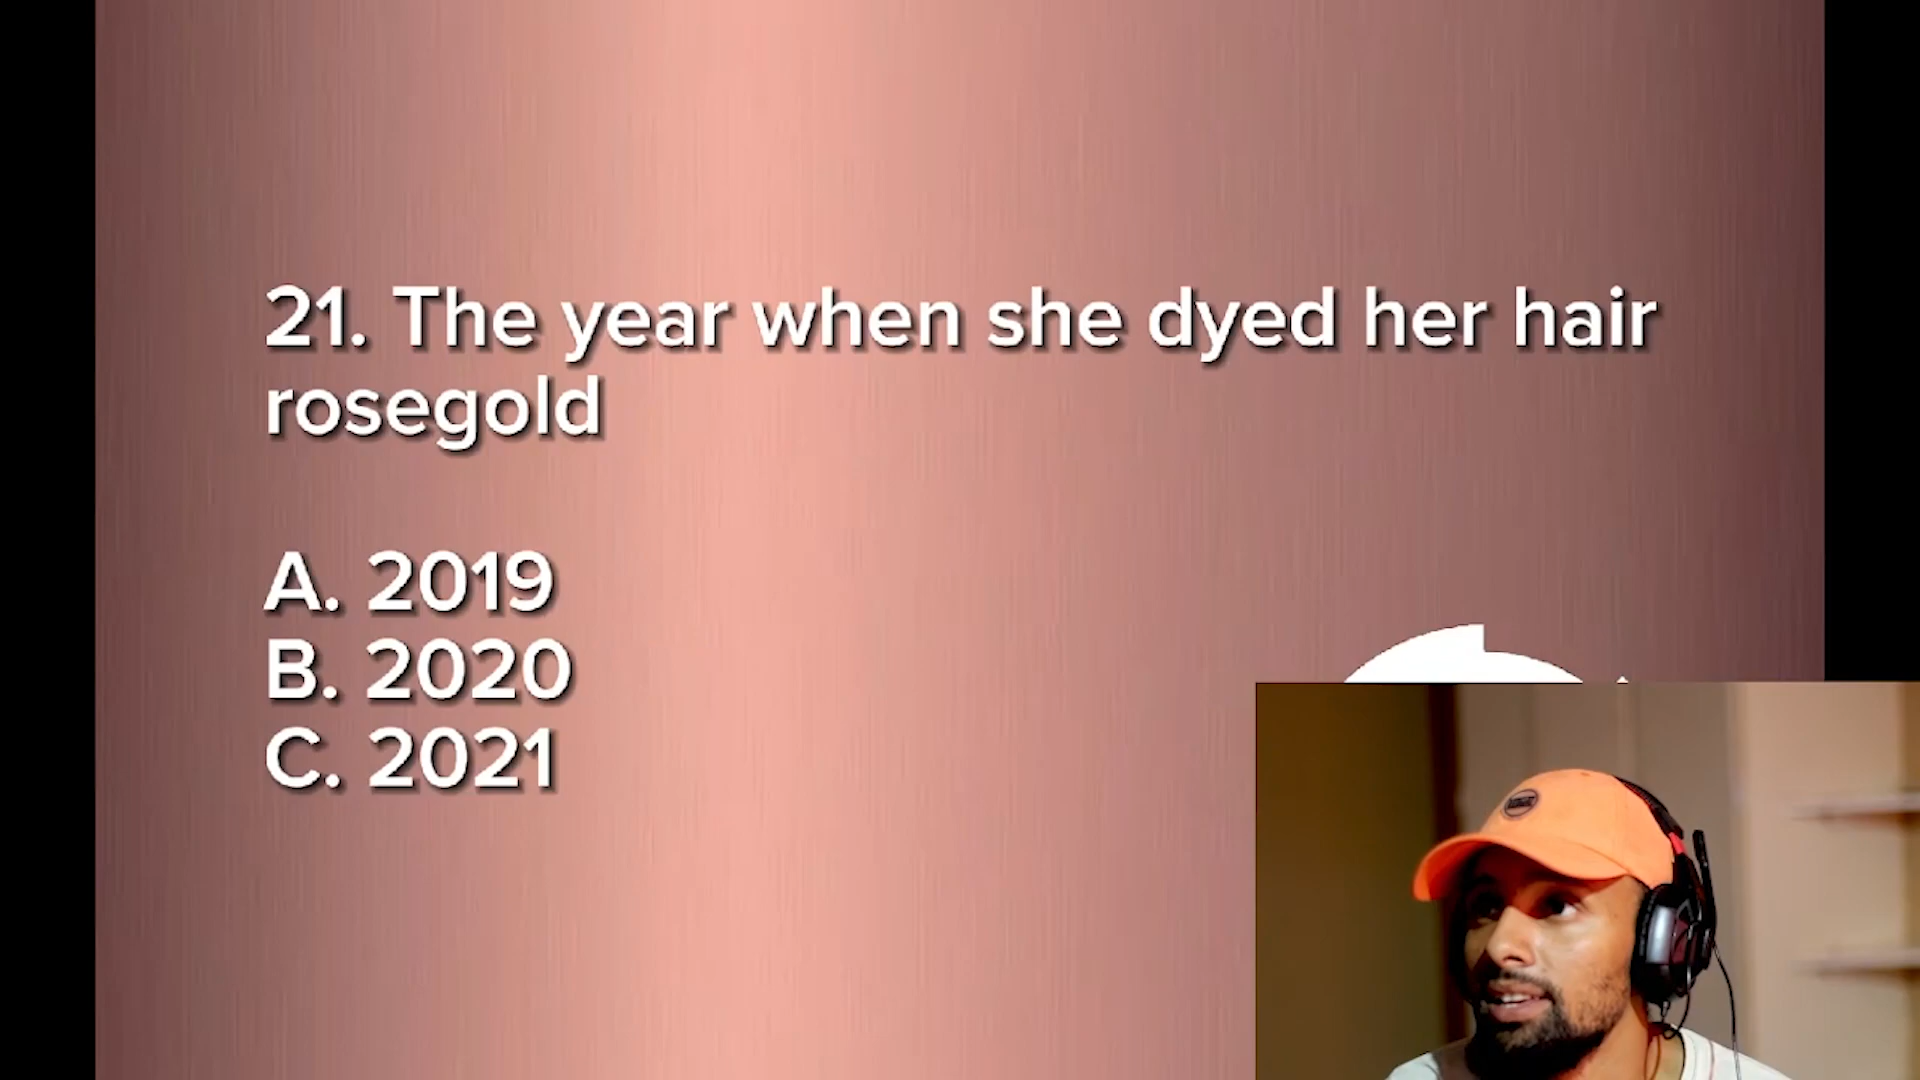 21. The year when she dyed her hair
rosegold
A. 2019
B. 2020
C. 2021